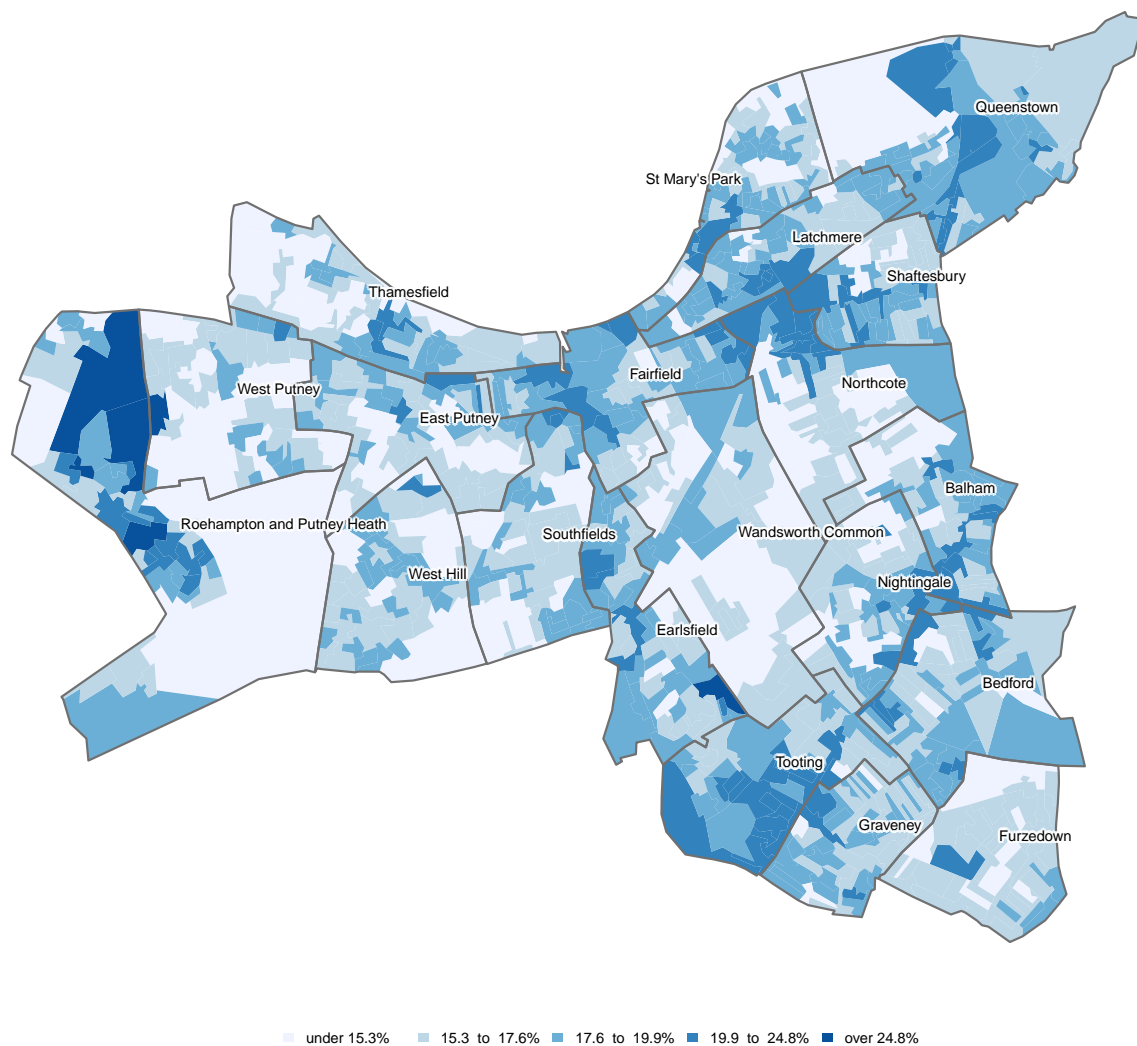 Queenstown
St Mary's Park
Latchmere
Shaftesbury
Thamesfield
Fairfield
West Putney
Northcote
East Putney
Balham
Roehampton and Putney Heath
Southfields
Wandsworth Common
West Hill
Nightingale
Earlsfield
Bedford
Tooting
Graveney
Furzedown
under 15.3% 15.3 to 17.6% 17.6 to 19.9% 19.9 to 24.8% over 24.8%